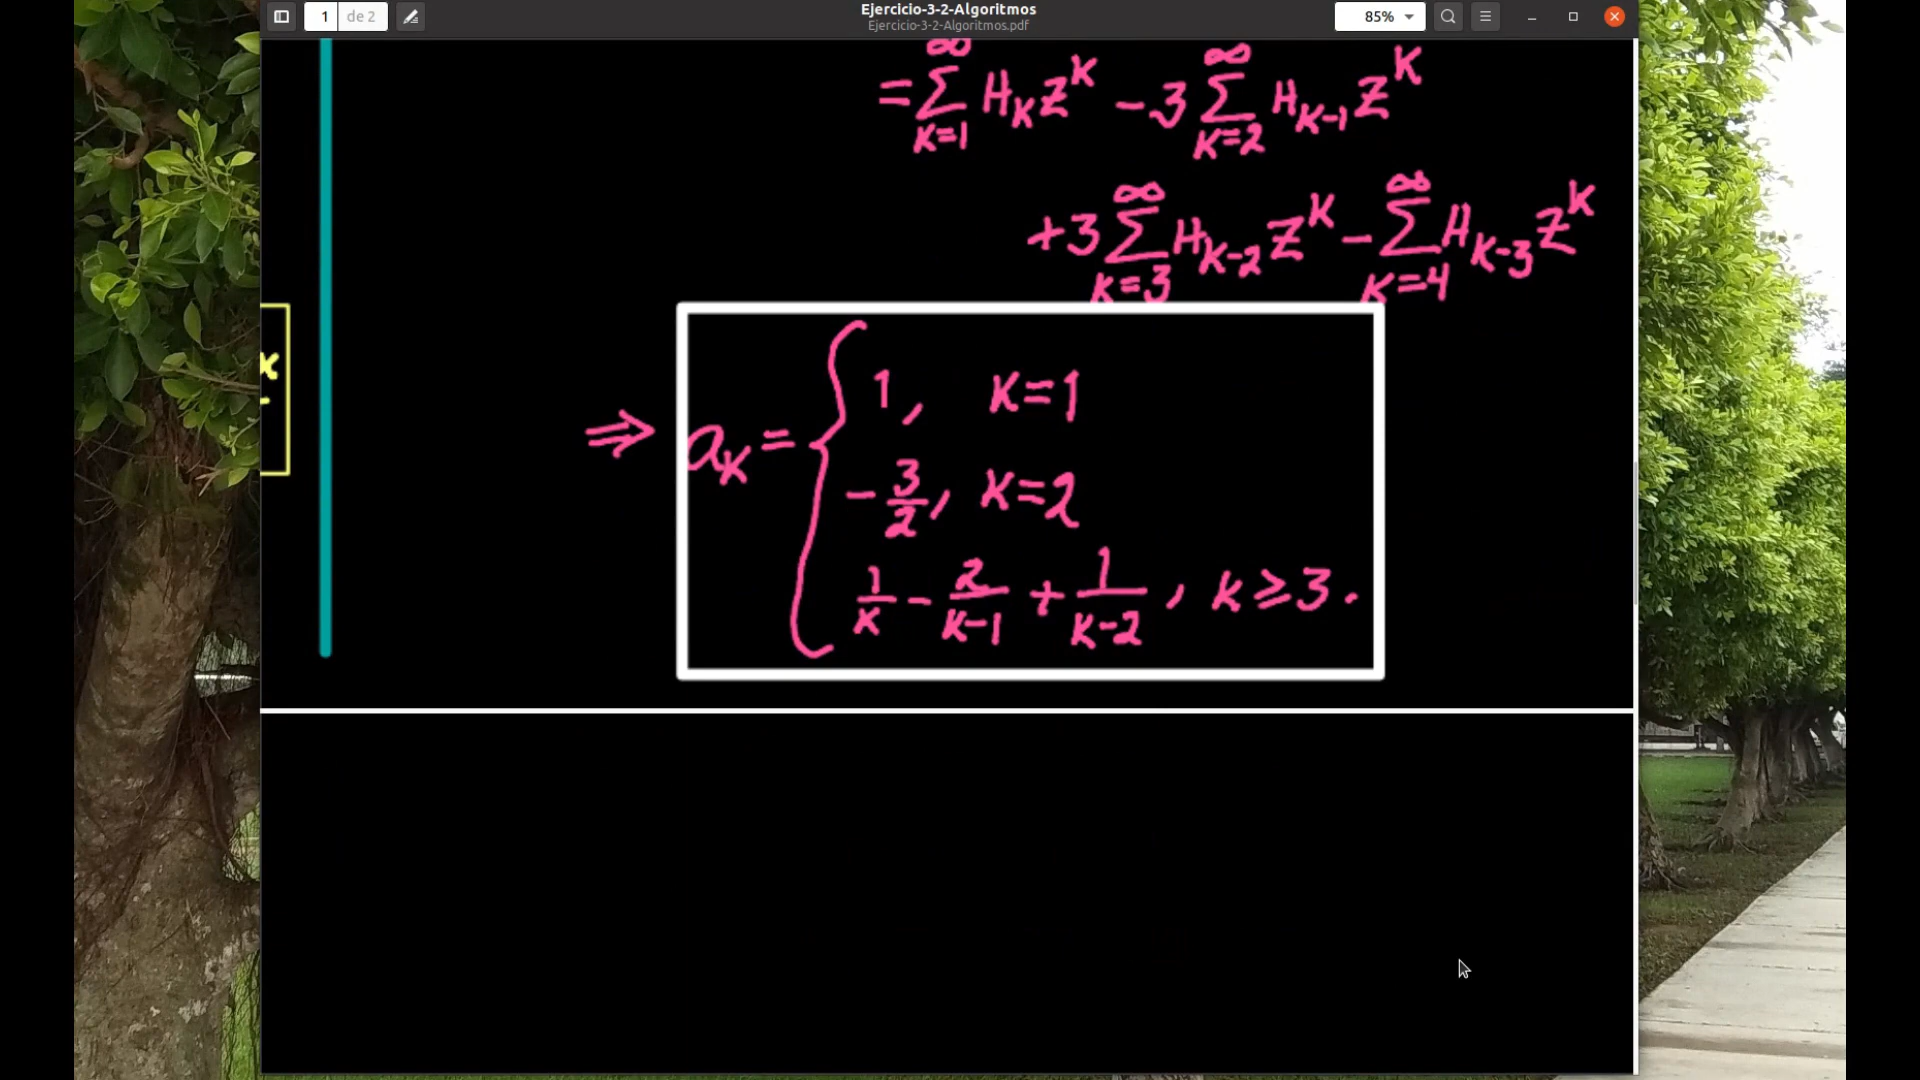 Ejercicio-3-2-Algoritmos
1 de 2
Ejercicio-3-2-Algoritmos.pdf
85%
= ∑_{K=1}^{∞} H_K Z^K - 3 ∑_{K=2}^{∞} H_{K-1} Z^K
+ 3 ∑_{K=3}^{∞} H_{K-2} Z^K - ∑_{K=4}^{∞} H_{K-3} Z^K
⇒ a_K = {
1, K=1
- 3/2, K=2
1/K - 2/(K-1) + 1/(K-2), K ≥ 3.